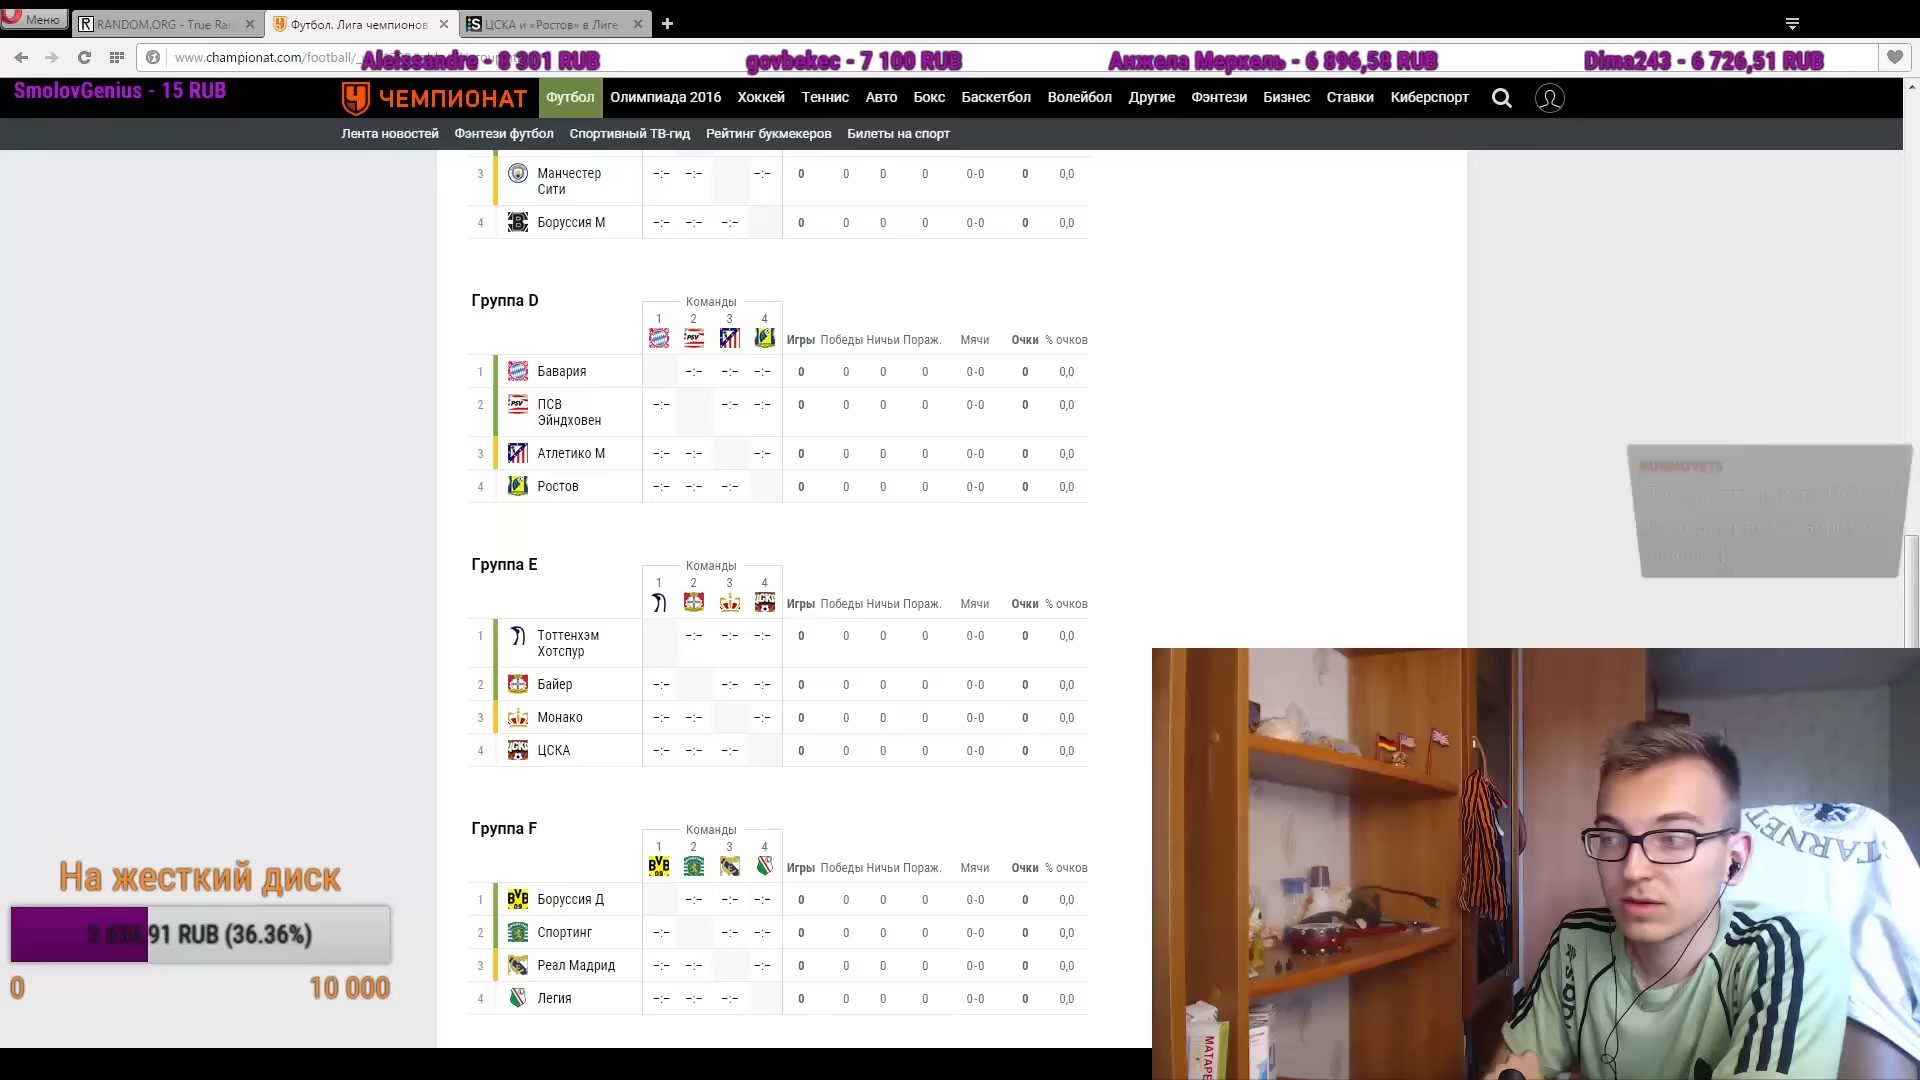 Меню
RANDOM.ORG - True Ra
Футбол. Лига чемпионов
ЦСКА и «Ростов» в Лиге
www.championat.com/football/
Aleissandre - 8 301 RUB
govbekec - 7 100 RUB
Анжела Меркель - 6 896,58 RUB
Dima243 - 6 726,51 RUB
SmolovGenius - 15 RUB
ЧЕМПИОНАТ
Футбол Олимпиада 2016 Хоккей Теннис Авто Бокс Баскетбол Волейбол Другие Фэнтези Бизнес Ставки Киберспорт
Лента новостей Фэнтези футбол Спортивный ТВ-гид Рейтинг букмекеров Билеты на спорт
3 Манчестер Сити -:- -:- -:- 0 0 0 0 0-0 0 0,0
4 Боруссия М -:- -:- -:- 0 0 0 0 0-0 0 0,0
Группа D
Команды
1 2 3 4
Игры Победы Ничьи Пораж. Мячи Очки % очков
1 Бавария -:- -:- -:- 0 0 0 0 0-0 0 0,0
2 ПСВ Эйндховен -:- -:- -:- 0 0 0 0 0-0 0 0,0
3 Атлетико М -:- -:- -:- 0 0 0 0 0-0 0 0,0
4 Ростов -:- -:- -:- 0 0 0 0 0-0 0 0,0
Группа E
Команды
1 2 3 4
Игры Победы Ничьи Пораж. Мячи Очки % очков
1 Тоттенхэм Хотспур -:- -:- -:- 0 0 0 0 0-0 0 0,0
2 Байер -:- -:- -:- 0 0 0 0 0-0 0 0,0
3 Монако -:- -:- -:- 0 0 0 0 0-0 0 0,0
4 ЦСКА -:- -:- -:- 0 0 0 0 0-0 0 0,0
Группа F
Команды
1 2 3 4
Игры Победы Ничьи Пораж. Мячи Очки % очков
1 Боруссия Д -:- -:- -:- 0 0 0 0 0-0 0 0,0
2 Спортинг -:- -:- -:- 0 0 0 0 0-0 0 0,0
3 Реал Мадрид -:- -:- -:- 0 0 0 0 0-0 0 0,0
4 Легия -:- -:- -:- 0 0 0 0 0-0 0 0,0
На жесткий диск
RUB (36.36%)
0 10 000